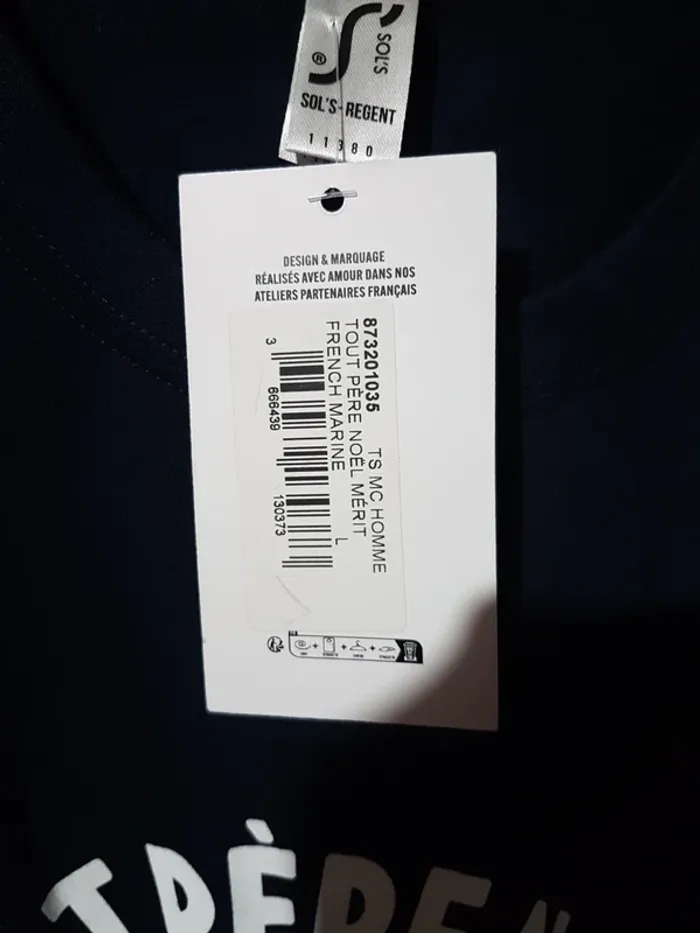 SOL'S
®
SOL'S-REGENT
11380
DESIGN & MARQUAGE
RÉALISÉS AVEC AMOUR DANS NOS
ATELIERS PARTENAIRES FRANÇAIS
873201035 TS MC HOMME
TOUT PÈRE NOËL MÉRIT
FRENCH MARINE L
3 666439 130373